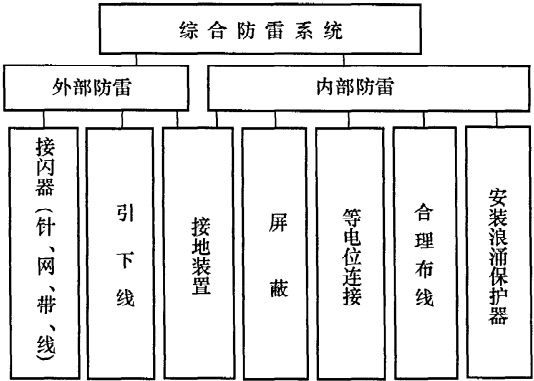 综合防雷系统
外部防雷
内部防雷
接闪器(针、网、带、线)
引下线
接地装置
屏蔽
等电位连接
合理布线
安装浪涌保护器